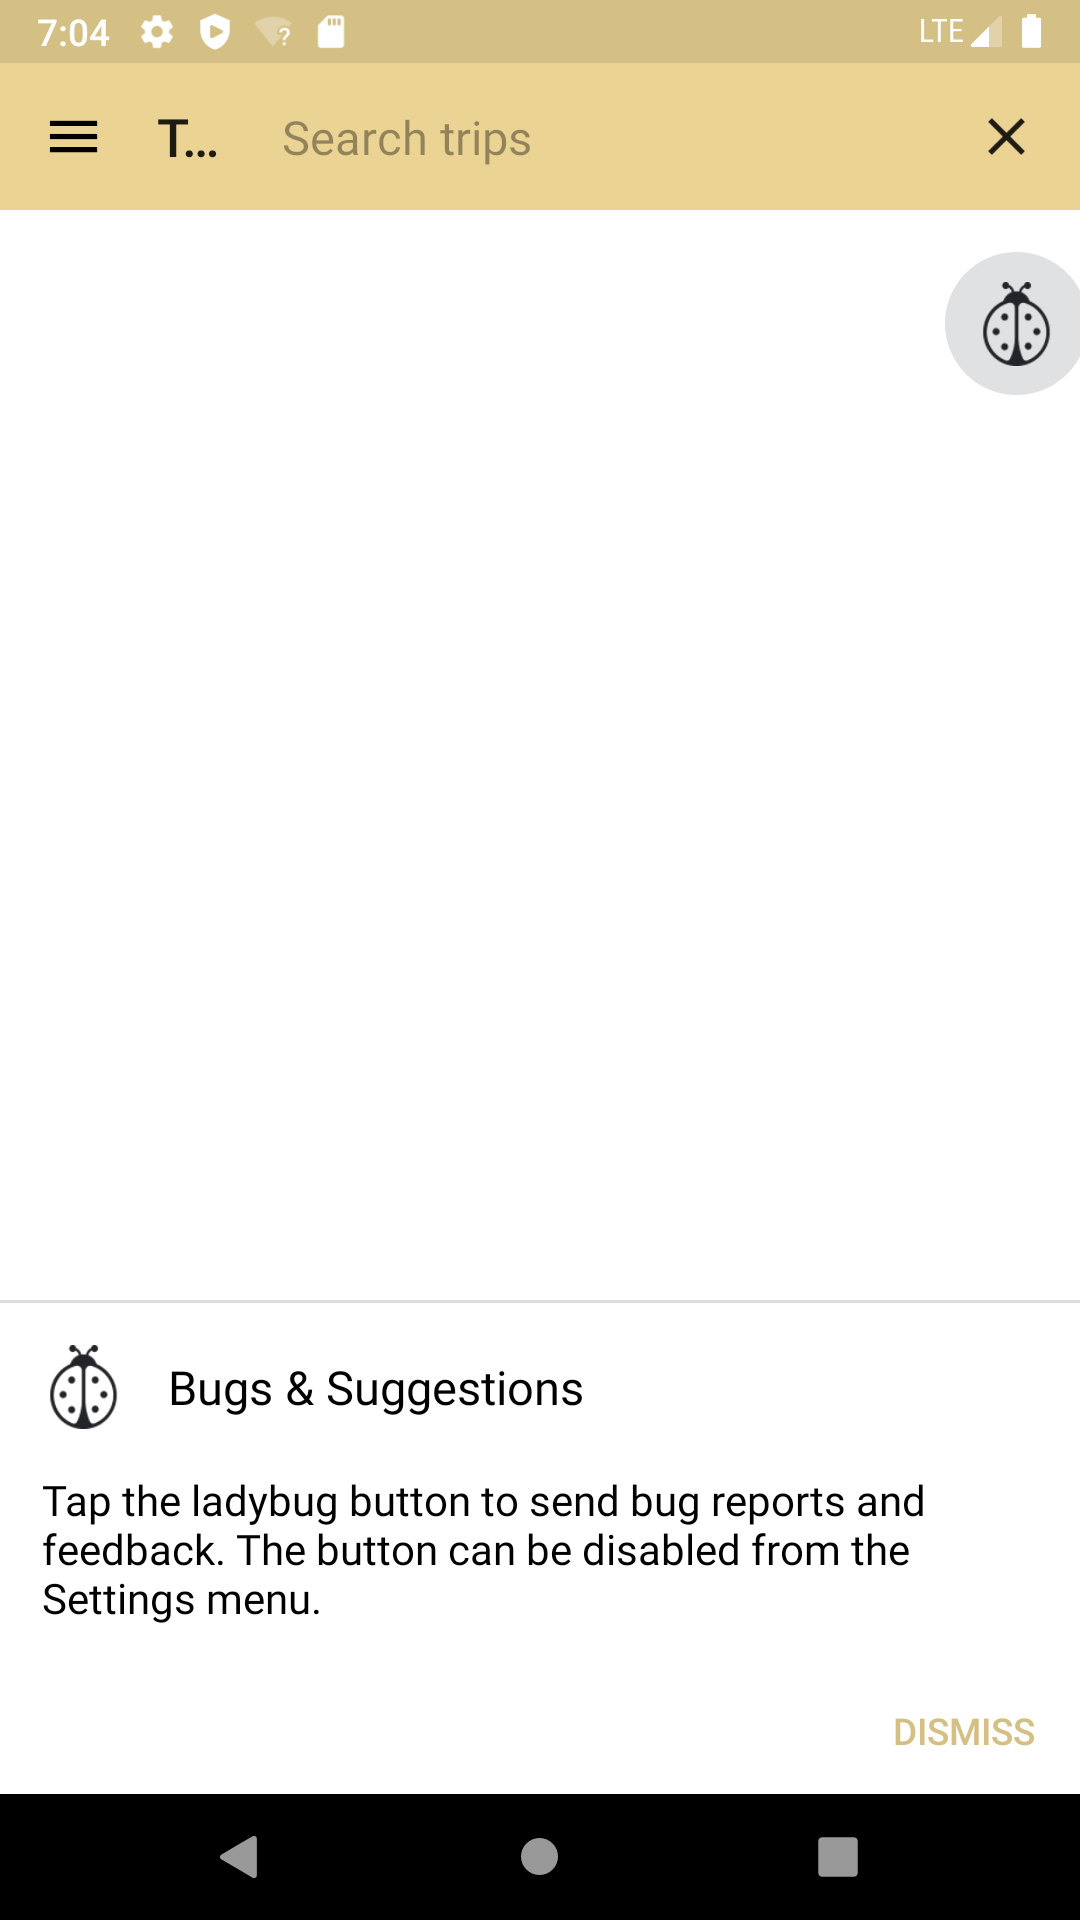 7:04
LTE
T...
Search trips
Bugs & Suggestions
Tap the ladybug button to send bug reports and
feedback. The button can be disabled from the
Settings menu.
DISMISS